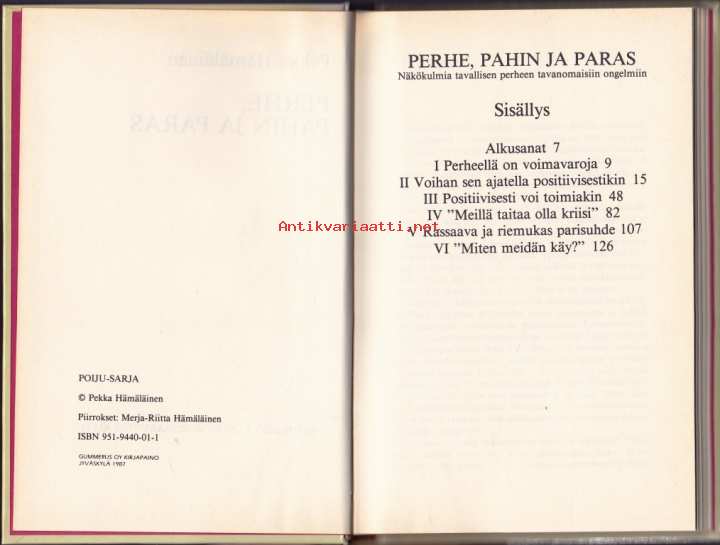 POIJU-SARJA
© Pekka Hämäläinen
Piirrokset: Merja-Riitta Hämäläinen
ISBN 951-9440-01-1
GUMMERUS OY KIRJAPAINO
JYVÄSKYLÄ 1987
PERHE, PAHIN JA PARAS
Näkökulmia tavallisen perheen tavanomaisiin ongelmiin
Sisällys
Alkusanat 7
I Perheellä on voimavaroja 9
II Voihan sen ajatella positiivisestikin 15
III Positiivisesti voi toimiakin 48
IV ”Meillä taitaa olla kriisi” 82
Antikvariaatti.net
V Rassaava ja riemukas parisuhde 107
VI ”Miten meidän käy?” 126